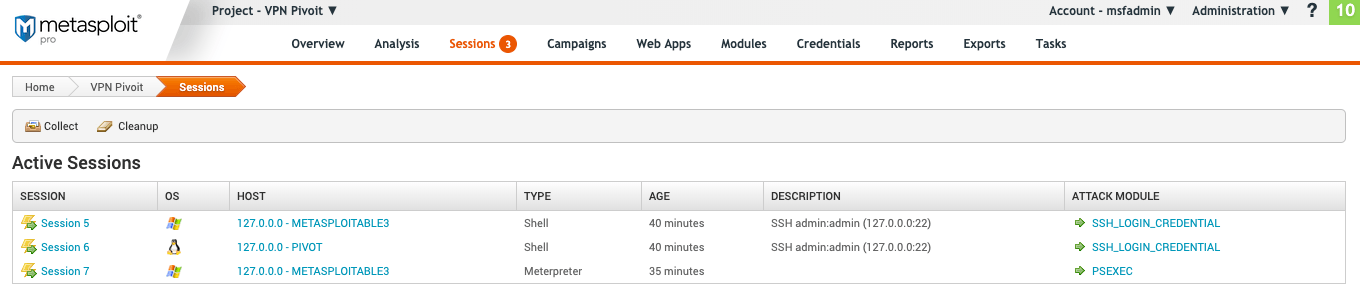 Project - VPN Pivoit ▼ Account - msfadmin ▼ Administration ▼ ? 10
metasploit®
pro
Overview Analysis Sessions 3 Campaigns Web Apps Modules Credentials Reports Exports Tasks
Home VPN Pivoit Sessions
Collect Cleanup
Active Sessions
SESSION OS HOST TYPE AGE DESCRIPTION ATTACK MODULE
Session 5 127.0.0.0 - METASPLOITABLE3 Shell 40 minutes SSH admin:admin (127.0.0.0:22) SSH_LOGIN_CREDENTIAL
Session 6 127.0.0.0 - PIVOT Shell 40 minutes SSH admin:admin (127.0.0.0:22) SSH_LOGIN_CREDENTIAL
Session 7 127.0.0.0 - METASPLOITABLE3 Meterpreter 35 minutes PSEXEC